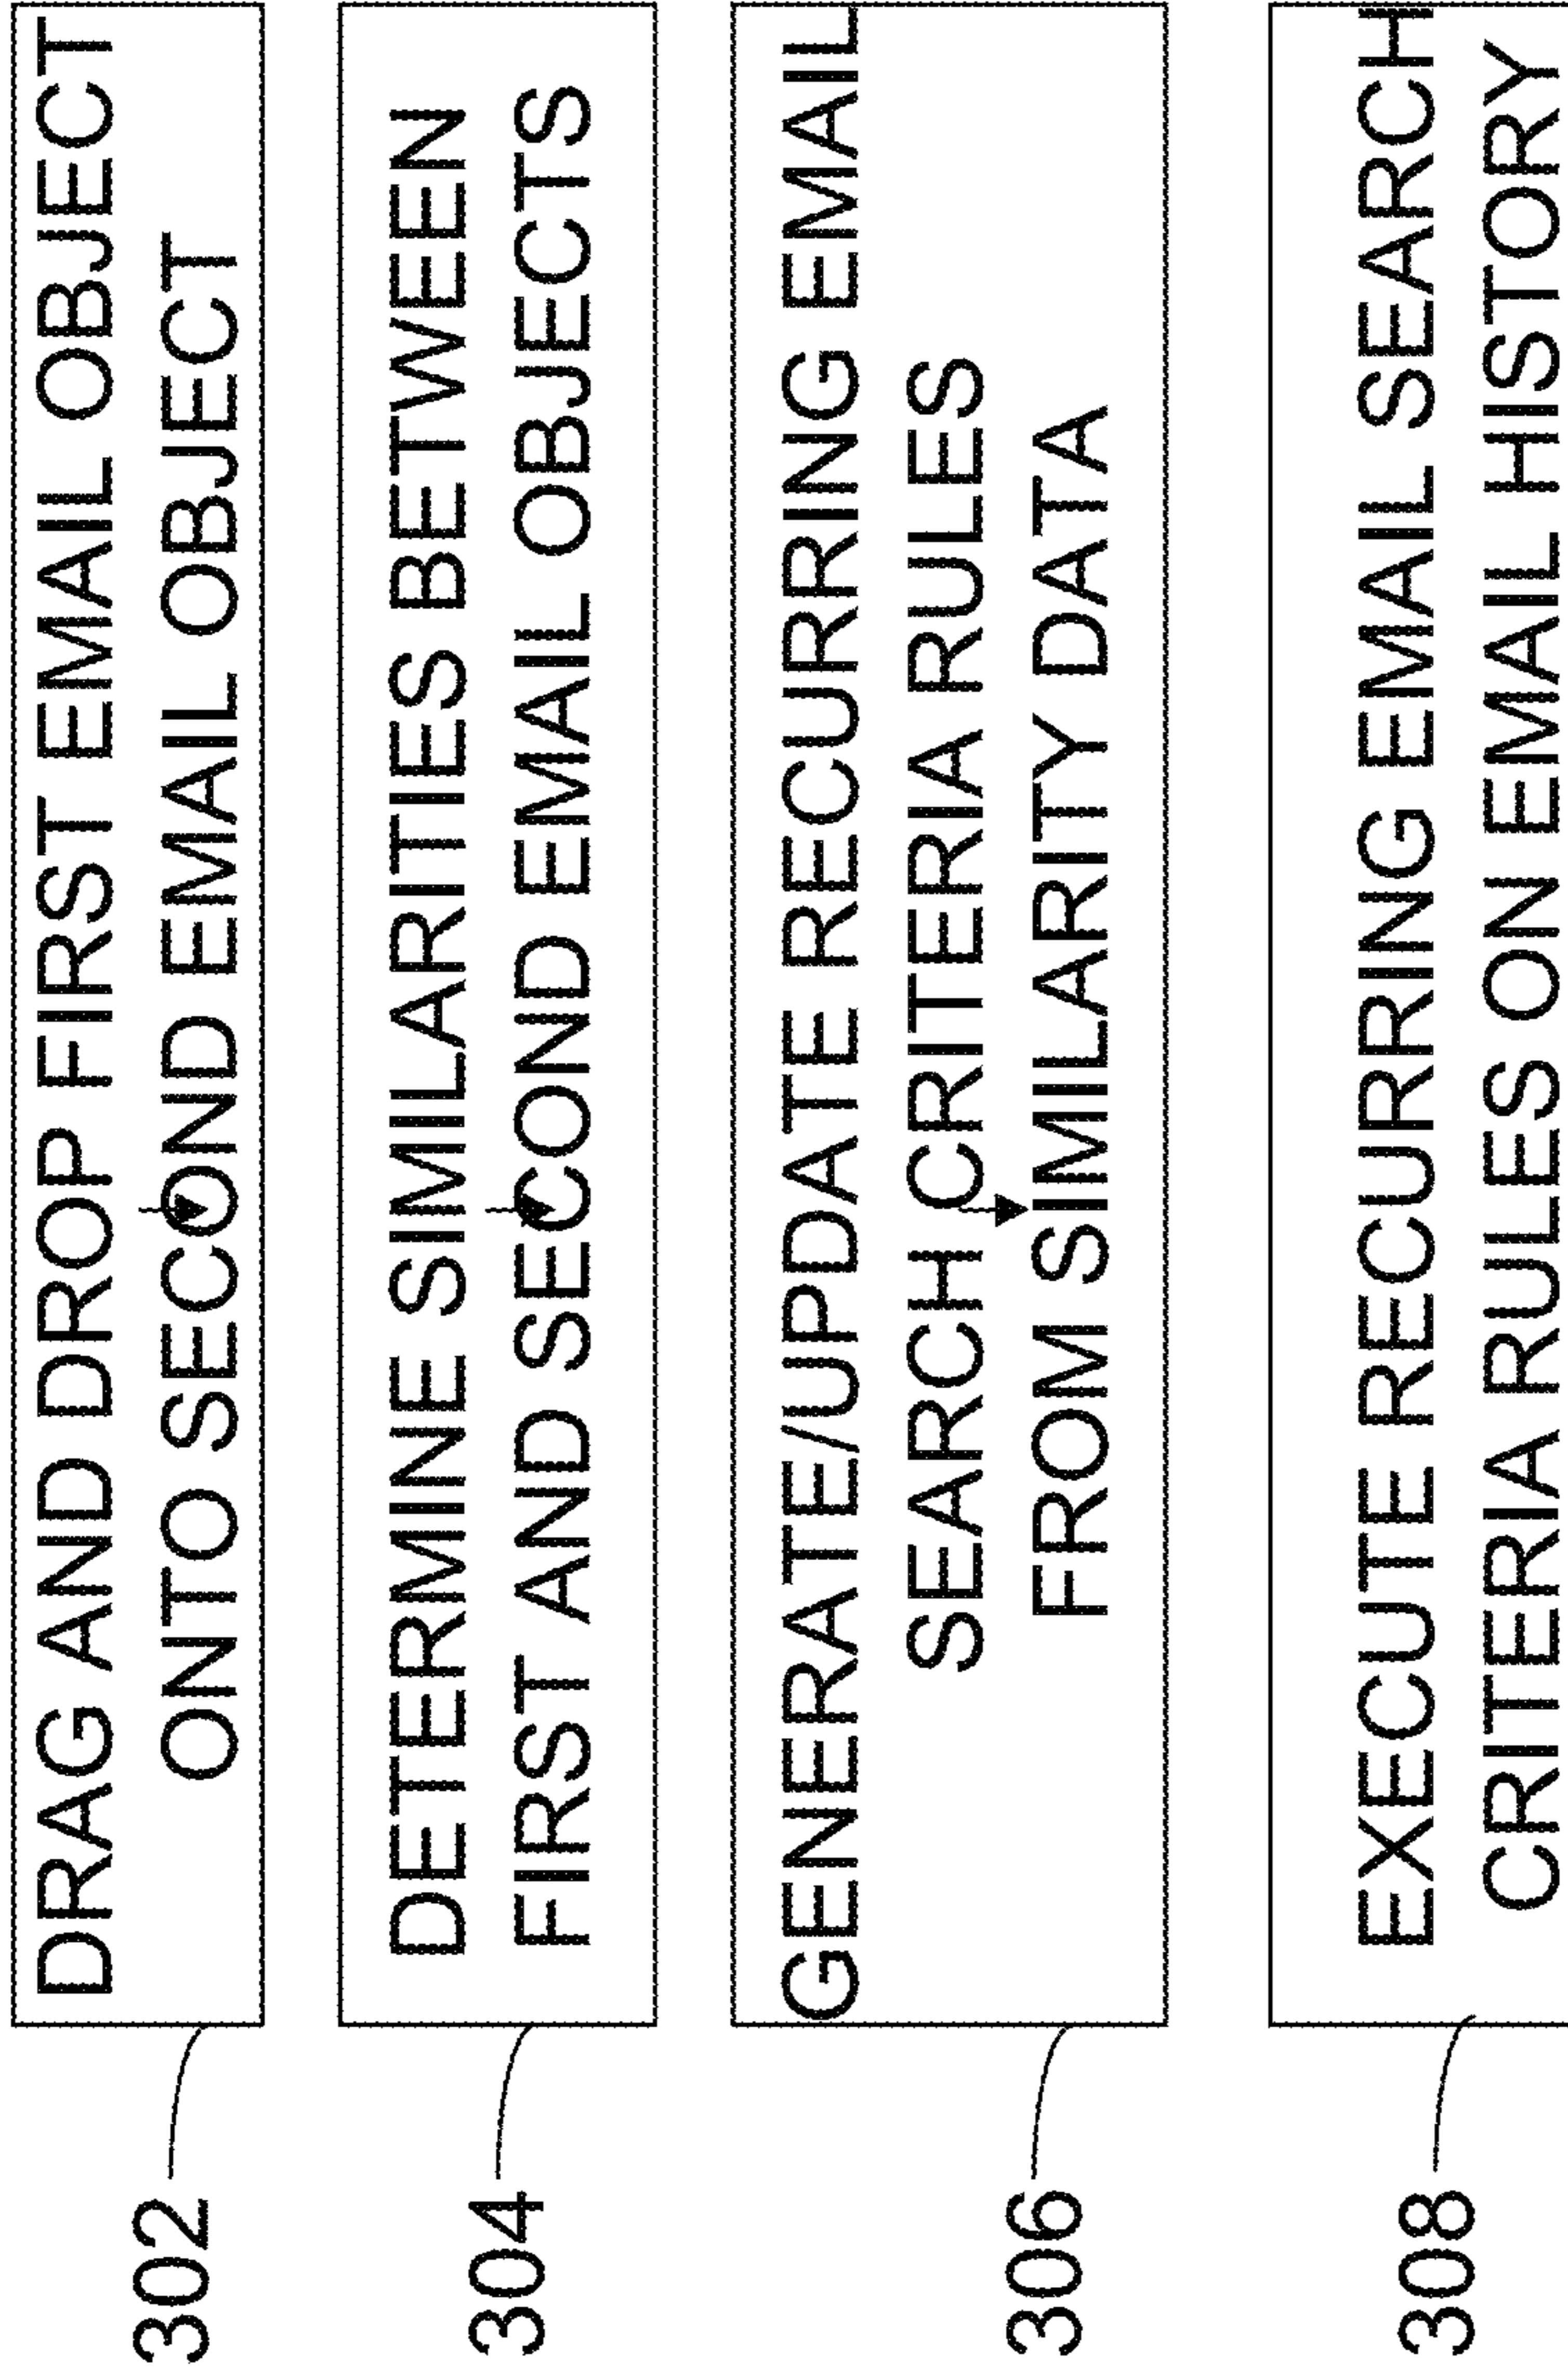 302
DRAG AND DROP FIRST EMAIL OBJECT
ONTO SECOND EMAIL OBJECT
304
DETERMINE SIMILARITIES BETWEEN
FIRST AND SECOND EMAIL OBJECTS
306
GENERATE/UPDATE RECURRING EMAIL
SEARCH CRITERIA RULES
FROM SIMILARITY DATA
308
EXECUTE RECURRING EMAIL SEARCH
CRITERIA RULES ON EMAIL HISTORY